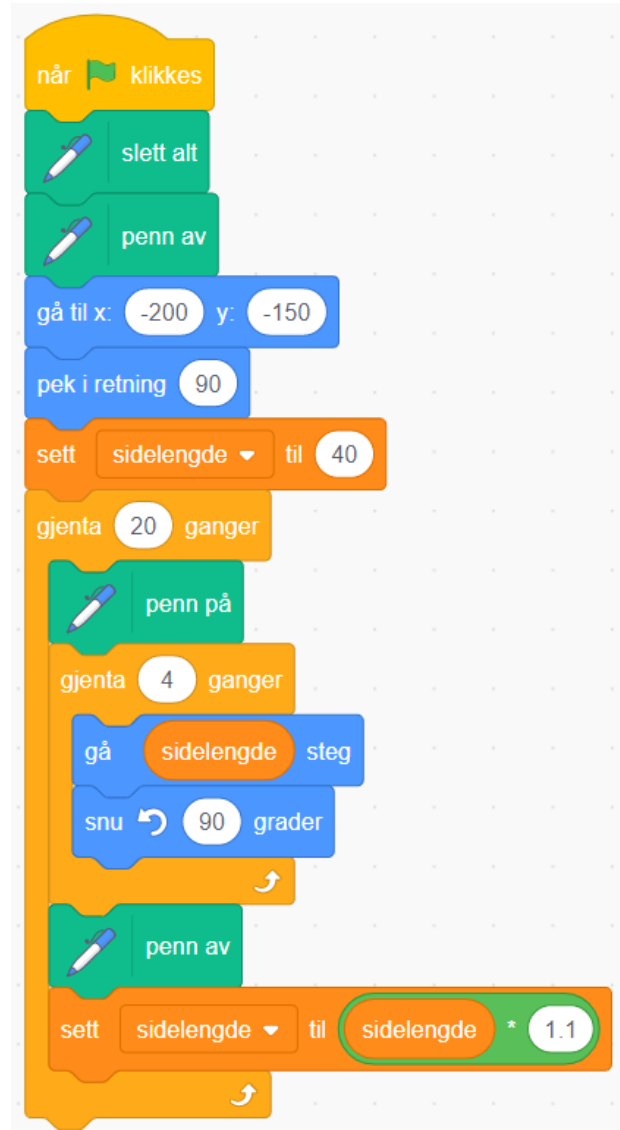 når klikkes
slett alt
penn av
gå til x: -200 y: -150
pek i retning 90
sett sidelengde til 40
gjenta 20 ganger
penn på
gjenta 4 ganger
gå sidelengde steg
snu 90 grader
penn av
sett sidelengde til sidelengde * 1.1